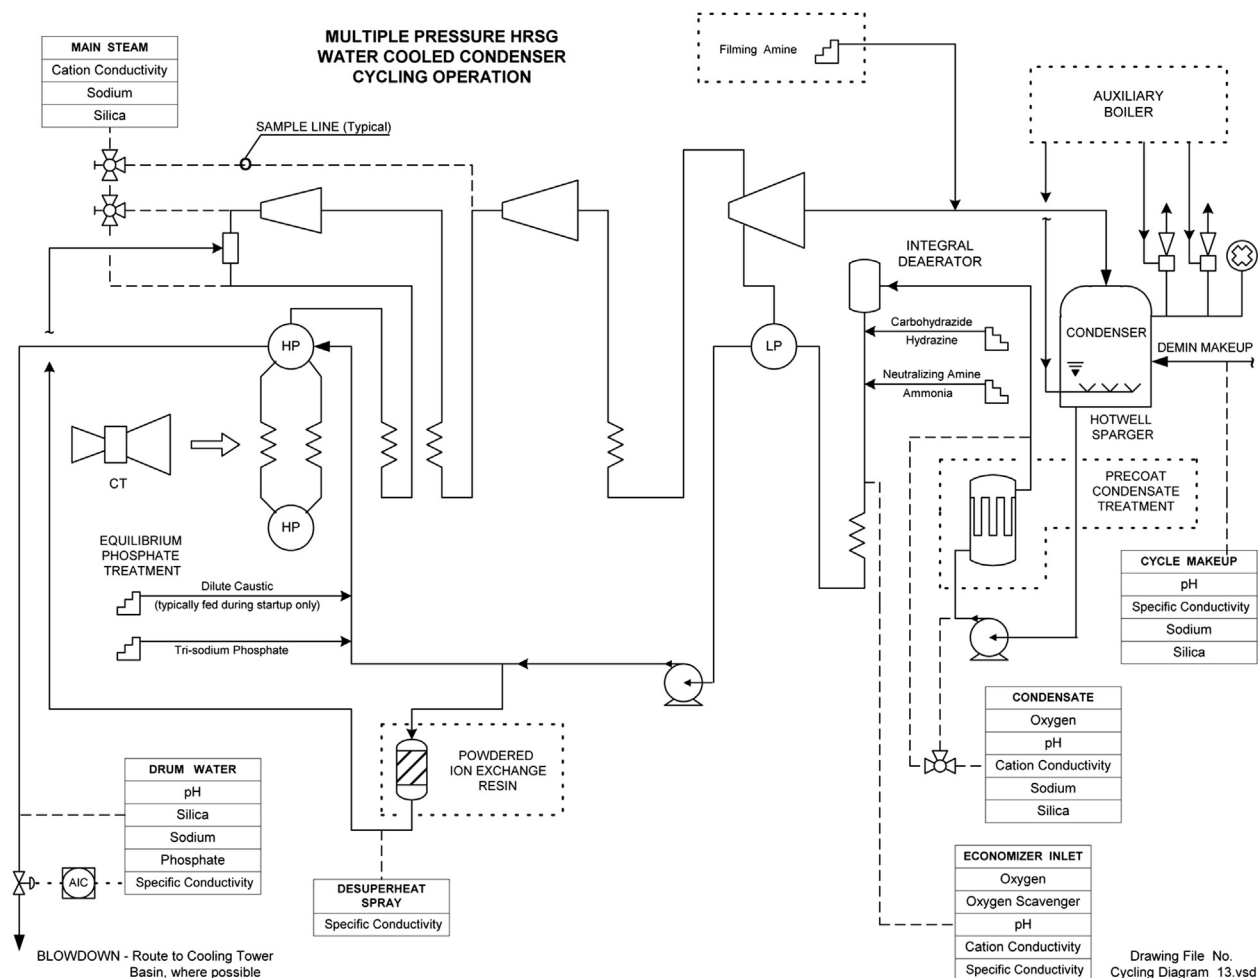 MULTIPLE PRESSURE HRSG
WATER COOLED CONDENSER
CYCLING OPERATION
MAIN STEAM
Cation Conductivity
Sodium
Silica
SAMPLE LINE (Typical)
Filming Amine
AUXILIARY
BOILER
INTEGRAL
DEAERATOR
Carbohydrazide
Hydrazine
Neutralizing Amine
Ammonia
CONDENSER
DEMIN MAKEUP
HOTWELL
SPARGER
HP
LP
CT
HP
PRECOAT
CONDENSATE
TREATMENT
EQUILIBRIUM
PHOSPHATE
TREATMENT
Dilute Caustic
(typically fed during startup only)
Tri-sodium Phosphate
CYCLE MAKEUP
pH
Specific Conductivity
Sodium
Silica
POWDERED
ION EXCHANGE
RESIN
CONDENSATE
Oxygen
pH
Cation Conductivity
Sodium
Silica
DRUM WATER
pH
Silica
Sodium
Phosphate
Specific Conductivity
AIC
DESUPERHEAT
SPRAY
Specific Conductivity
ECONOMIZER INLET
Oxygen
Oxygen Scavenger
pH
Cation Conductivity
Specific Conductivity
BLOWDOWN - Route to Cooling Tower
Basin, where possible
Drawing File No.
Cycling Diagram 13.vsd